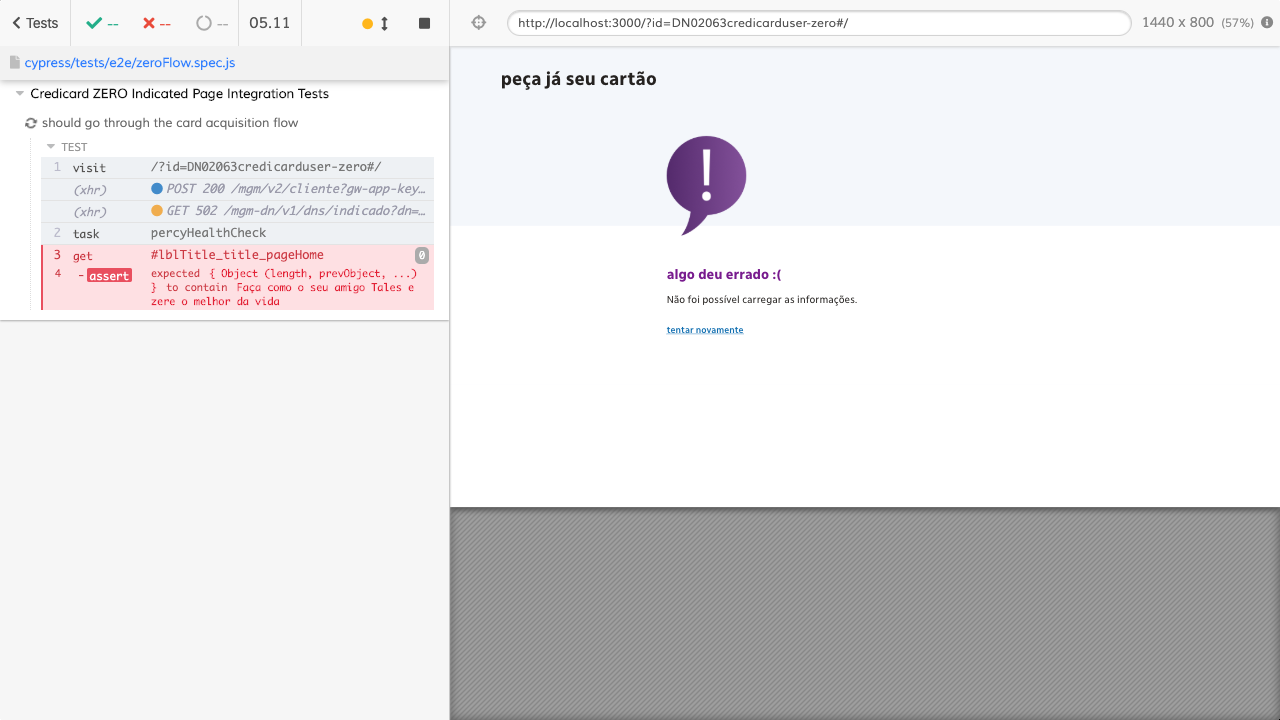 Tests
--
--
--
05.11
http://localhost:3000/?id=DN02063credicarduser-zero#/
1440 x 800 (57%)
cypress/tests/e2e/zeroFlow.spec.js
Credicard ZERO Indicated Page Integration Tests
should go through the card acquisition flow
TEST
1 visit /?id=DN02063credicarduser-zero#/
(xhr) POST 200 /mgm/v2/cliente?gw-app-key…
(xhr) GET 502 /mgm-dn/v1/dns/indicado?dn=…
2 task percyHealthCheck
3 get #lblTitle_title_pageHome 0
4 -assert expected { Object (length, prevObject, ...)
} to contain Faça como o seu amigo Tales e
zere o melhor da vida
peça já seu cartão
!
algo deu errado :(
Não foi possível carregar as informações.
tentar novamente